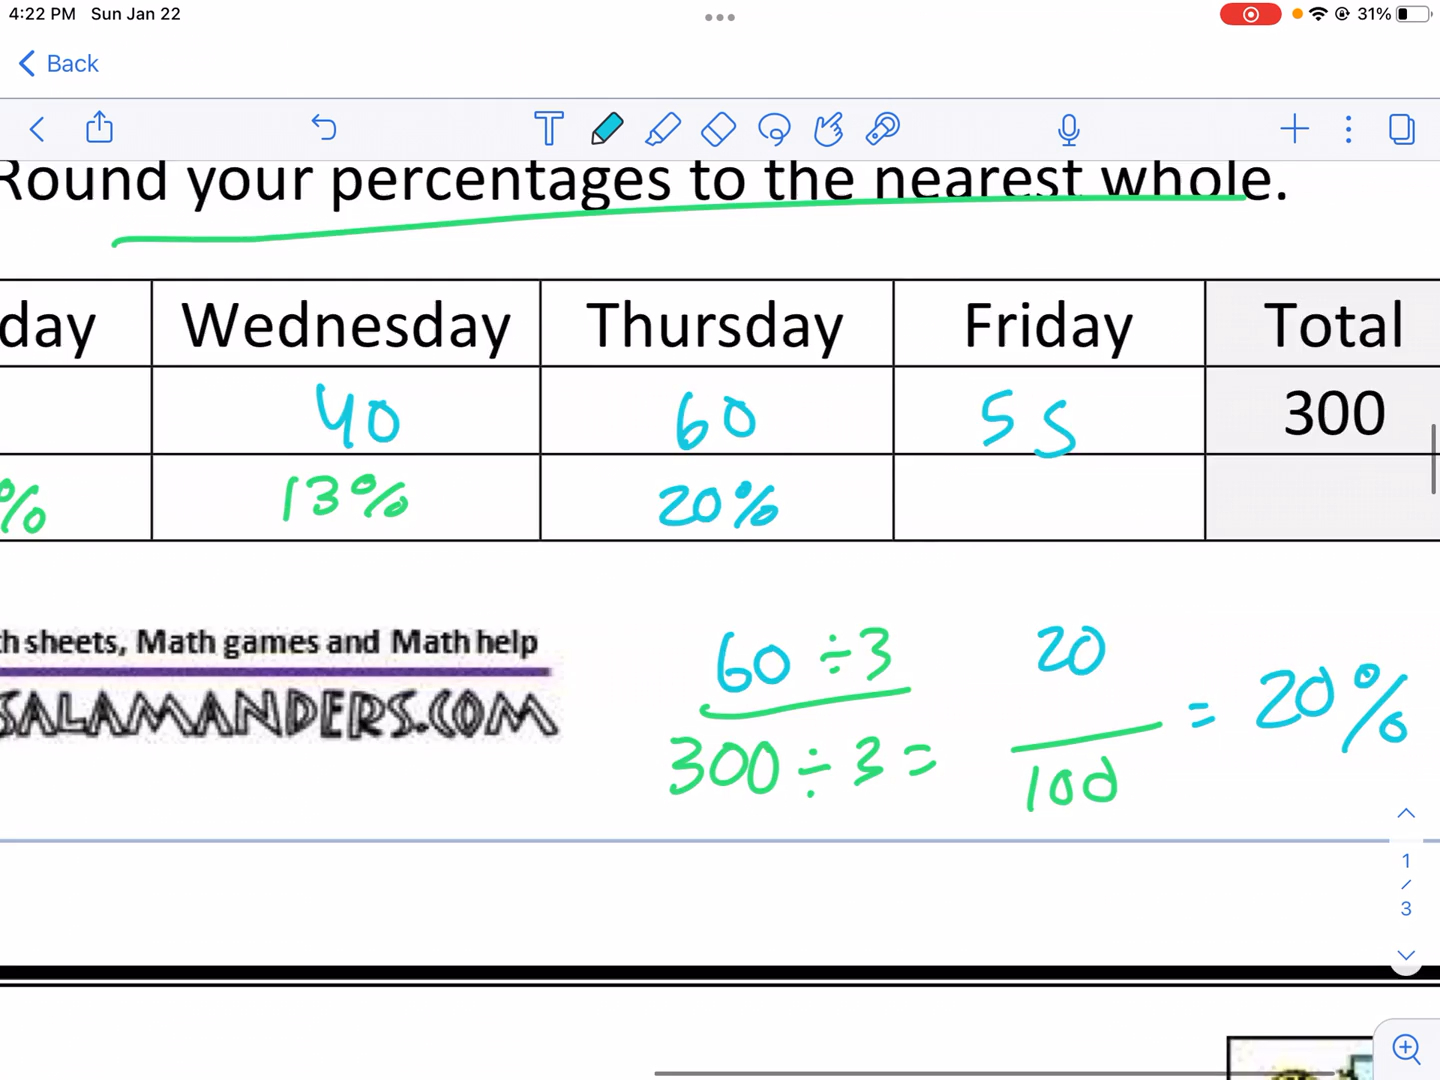 4:22 PM Sun Jan 22
31%
Back
Round your percentages to the nearest whole.
day Wednesday Thursday Friday Total
40 60 55 300
% 13% 20%
th sheets, Math games and Math help
SALAMANDERS.COM
60 ÷3 20
300 ÷ 3 = 100 = 20%
1
/
3